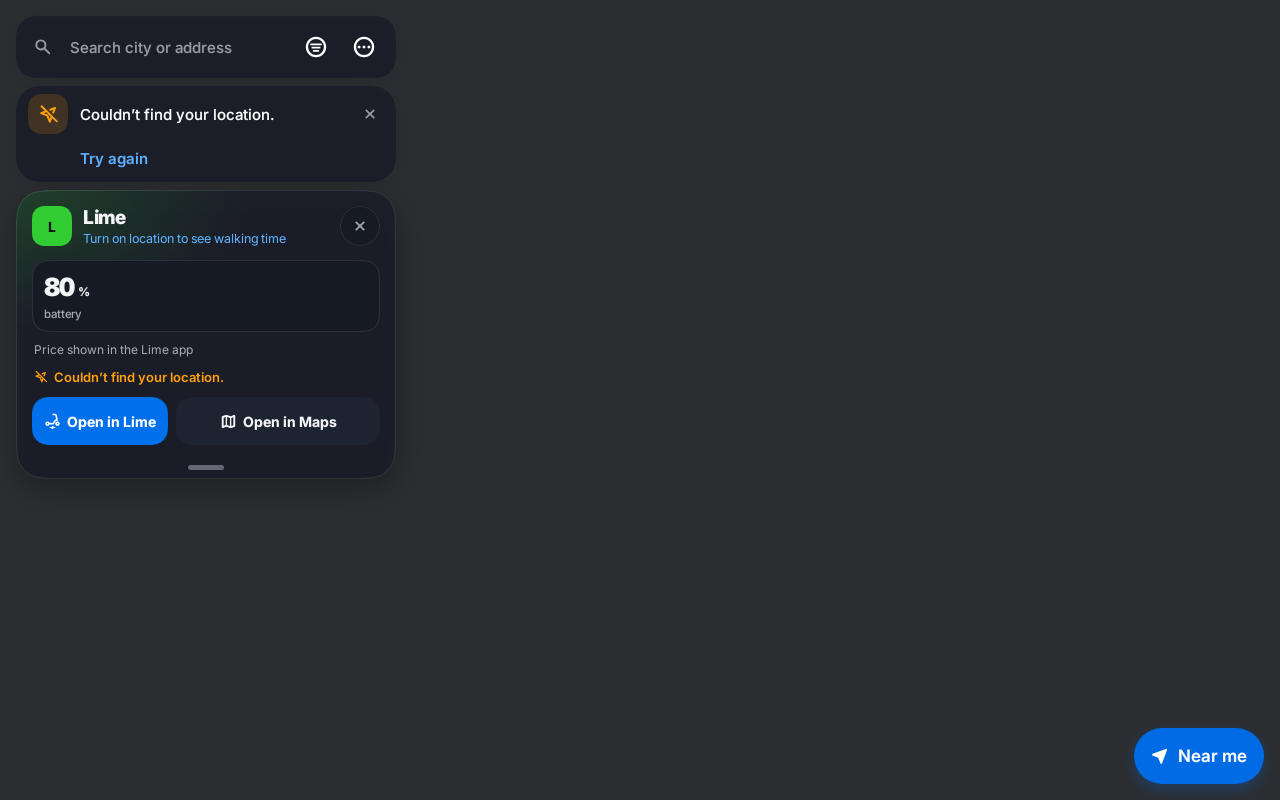 Search city or address
Couldn’t find your location.
Try again
L
Lime
Turn on location to see walking time
80 %
battery
Price shown in the Lime app
Couldn’t find your location.
Open in Lime
Open in Maps
Near me